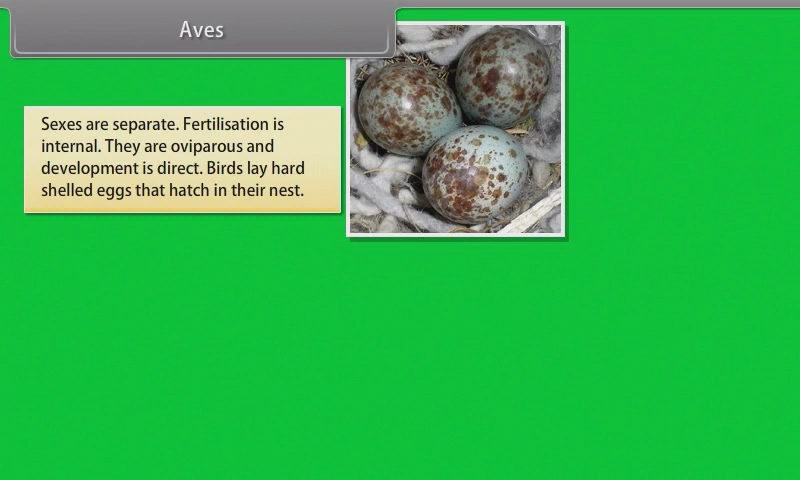 Aves
Sexes are separate. Fertilisation is
internal. They are oviparous and
development is direct. Birds lay hard
shelled eggs that hatch in their nest.